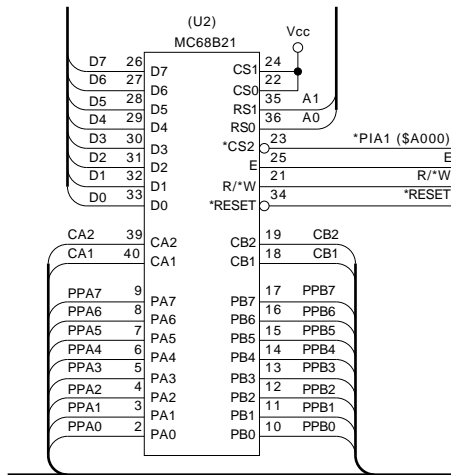 (U2)
MC68B21
Vcc
D7 26 D7 CS1 24
D6 27 D6 CS0 22
D5 28 D5 RS1 35 A1
D4 29 D4 RS0 36 A0
D3 30 D3 *CS2 23 *PIA1 ($A000)
D2 31 D2 E 25 E
D1 32 D1 R/*W 21 R/*W
D0 33 D0 *RESET 34 *RESET
CA2 39 CA2 CB2 19 CB2
CA1 40 CA1 CB1 18 CB1
PPA7 9 PA7 PB7 17 PPB7
PPA6 8 PA6 PB6 16 PPB6
PPA5 7 PA5 PB5 15 PPB5
PPA4 6 PA4 PB4 14 PPB4
PPA3 5 PA3 PB3 13 PPB3
PPA2 4 PA2 PB2 12 PPB2
PPA1 3 PA1 PB1 11 PPB1
PPA0 2 PA0 PB0 10 PPB0